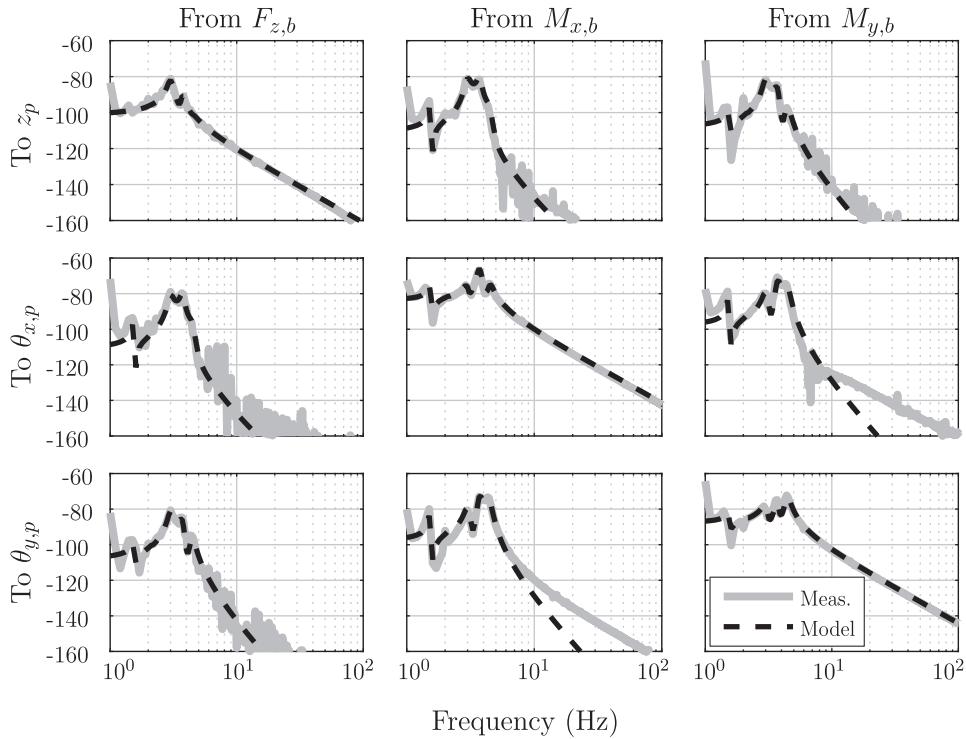 From F_{z,b} From M_{x,b} From M_{y,b}
To z_p
-60
-80
-100
-120
-140
-160
To θ_{x,p}
-60
-80
-100
-120
-140
-160
To θ_{y,p}
-60
-80
-100
-120
-140
-160
Meas.
Model
10^0 10^1 10^2 10^0 10^1 10^2 10^0 10^1 10^2
Frequency (Hz)